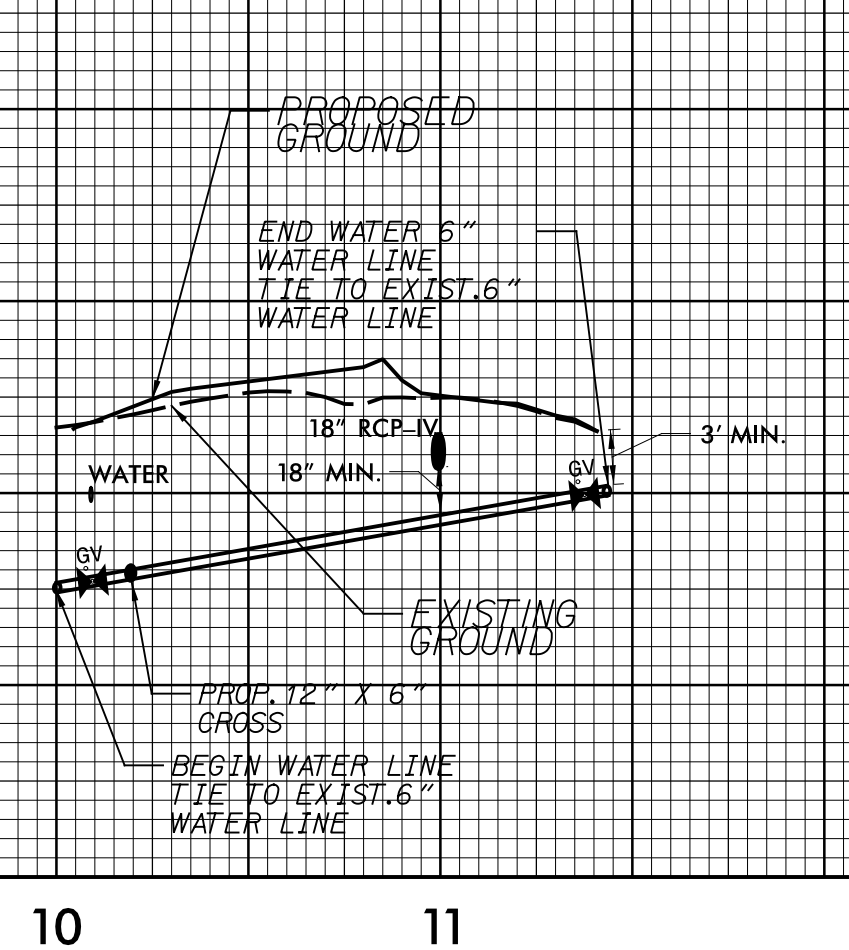 PROPOSED
GROUND
END WATER 6"
WATER LINE
TIE TO EXIST.6"
WATER LINE
18" RCP-IV
3' MIN.
WATER
18" MIN.
GV
GV
EXISTING
GROUND
PROP.12" X 6"
CROSS
BEGIN WATER LINE
TIE TO EXIST.6"
WATER LINE
10 11